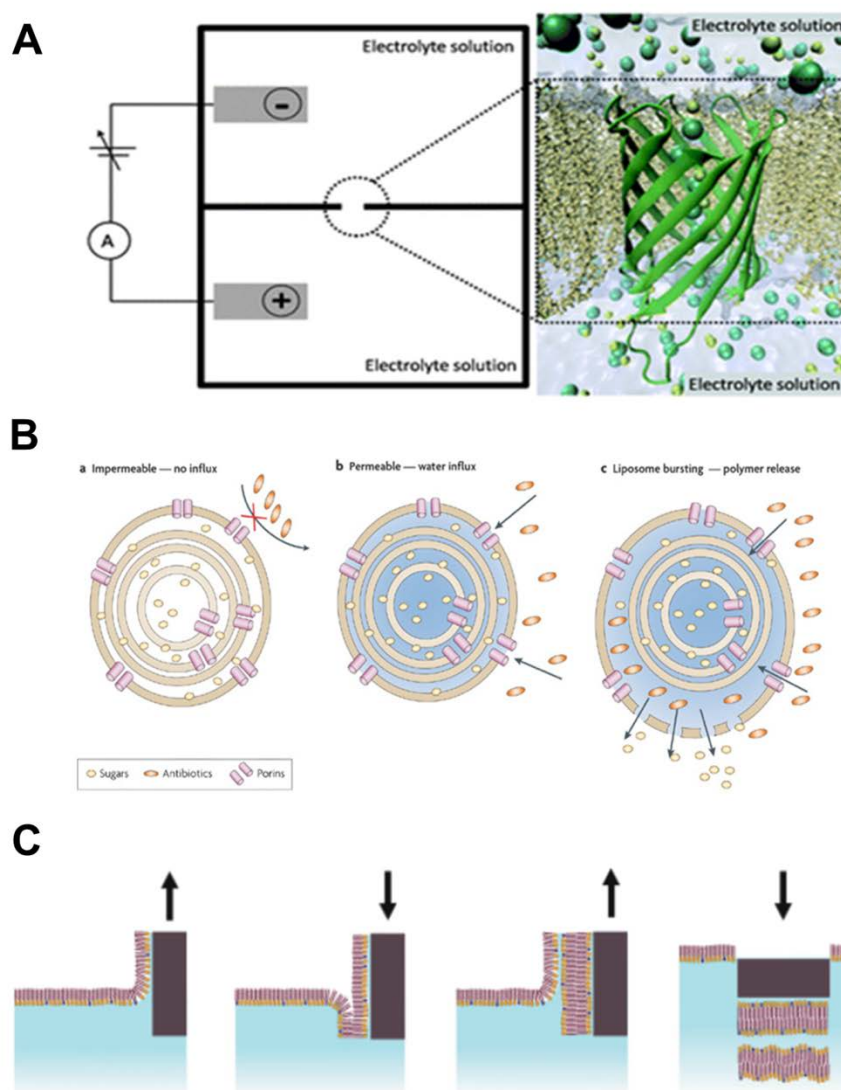 A
Electrolyte solution
Electrolyte solution
-
A
+
Electrolyte solution
Electrolyte solution
B
a Impermeable — no influx
b Permeable — water influx
c Liposome bursting — polymer release
Sugars Antibiotics Porins
C